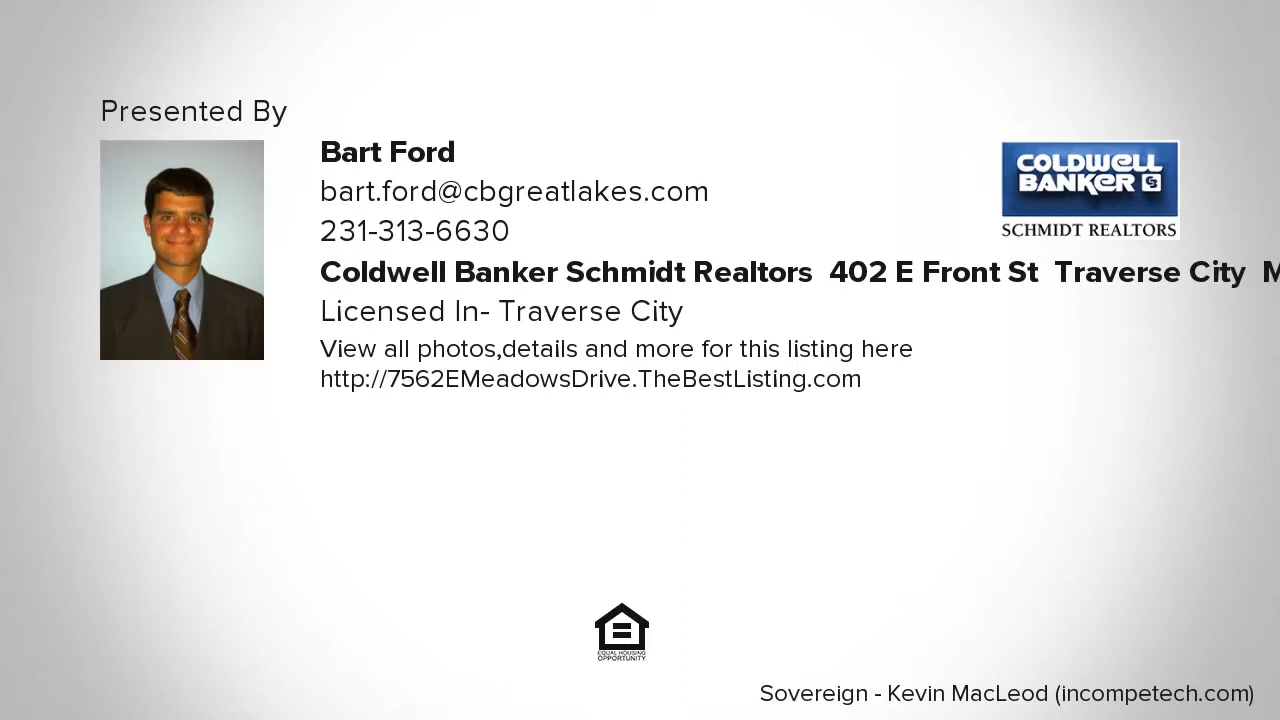 Presented By
Bart Ford
bart.ford@cbgreatlakes.com
231-313-6630
COLDWELL
BANKER CB
SCHMIDT REALTORS
Coldwell Banker Schmidt Realtors  402 E Front St  Traverse City  M
Licensed In- Traverse City
View all photos,details and more for this listing here
http://7562EMeadowsDrive.TheBestListing.com
EQUAL HOUSING
OPPORTUNITY
Sovereign - Kevin MacLeod (incompetech.com)